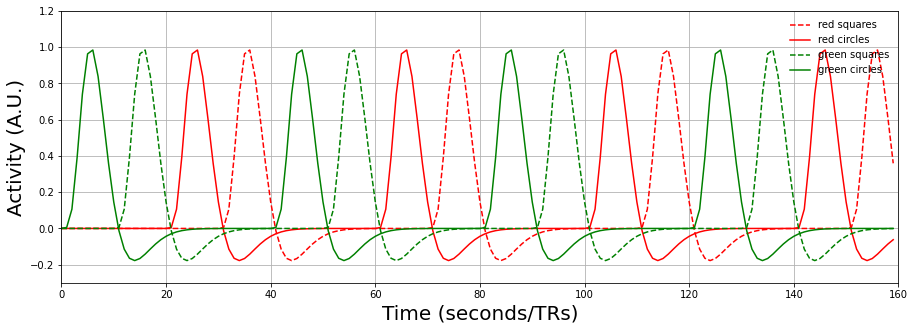 1.2
1.0
0.8
0.6
0.4
0.2
0.0
−0.2
Activity (A.U.)
red squares
red circles
green squares
green circles
0 20 40 60 80 100 120 140 160
Time (seconds/TRs)